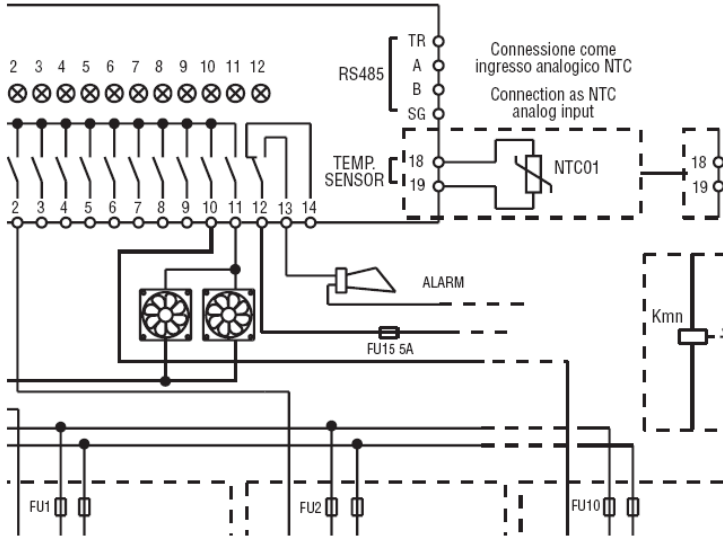 TR
A
B
SG
RS485
Connessione come
ingresso analogico NTC
Connection as NTC
analog input
2 3 4 5 6 7 8 9 10 11 12
TEMP.
SENSOR
18
19
NTC01
18
19
2 3 4 5 6 7 8 9 10 11 12 13 14
ALARM
Kmn
FU15 5A
FU1
FU2
FU10